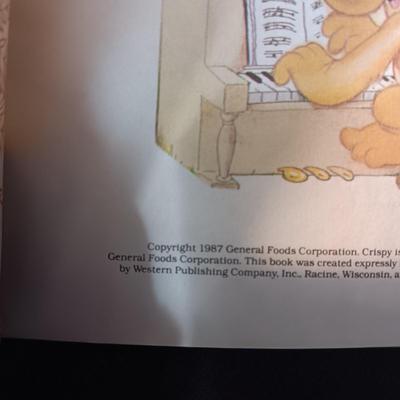 Copyright 1987 General Foods Corporation. Crispy is
General Foods Corporation. This book was created expressly
by Western Publishing Company, Inc., Racine, Wisconsin, a